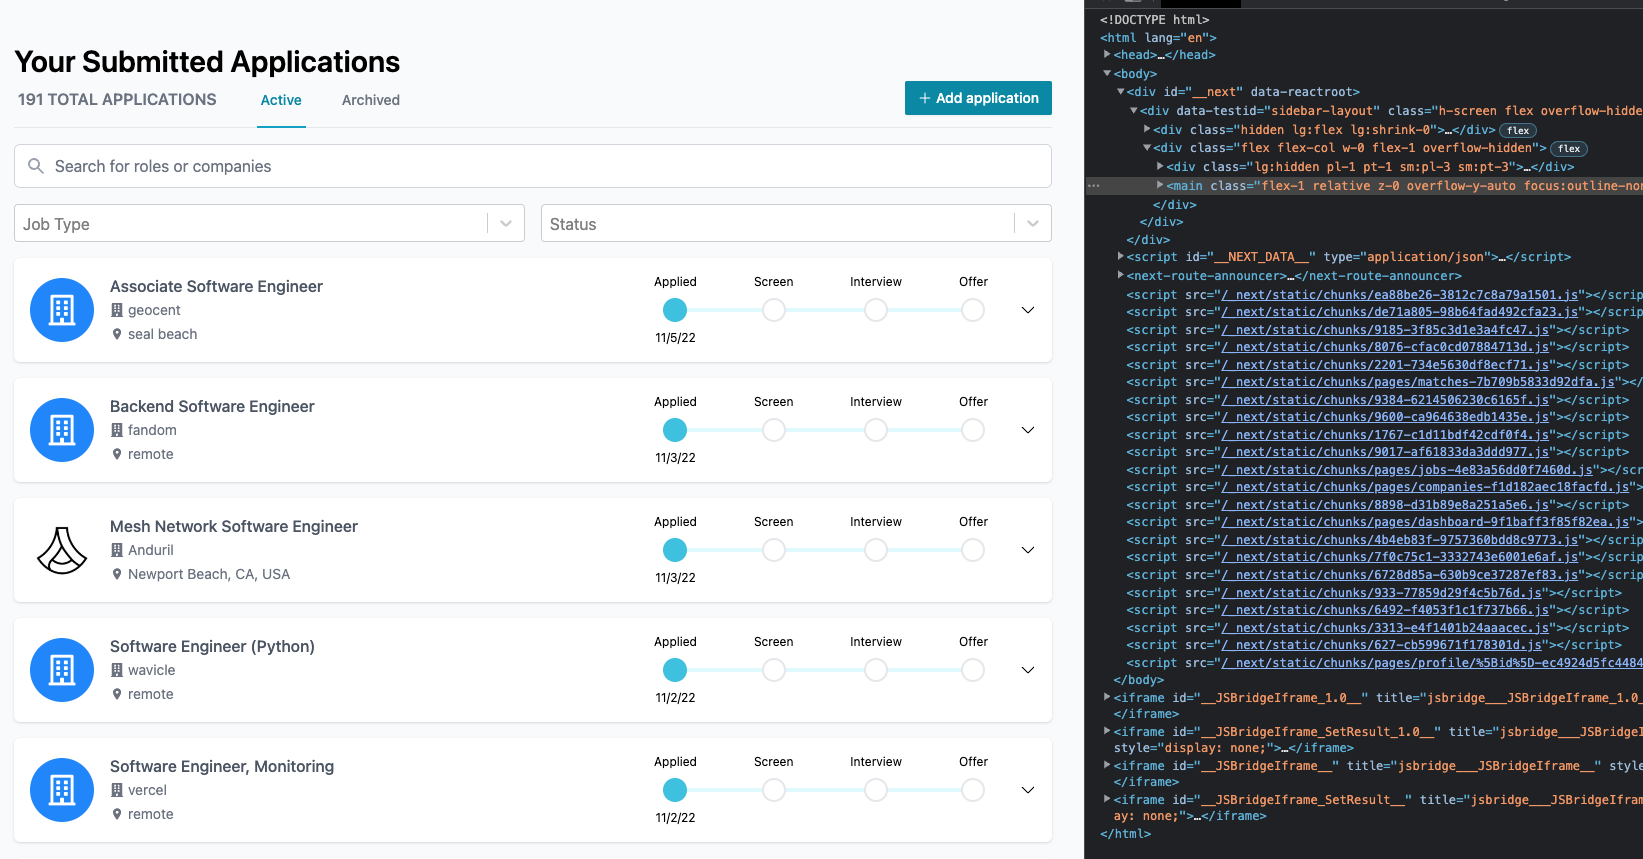 Your Submitted Applications
191 TOTAL APPLICATIONS
Active
Archived
Add application
Search for roles or companies
Job Type
Status
Associate Software Engineer
geocent
seal beach
Applied Screen Interview Offer
11/5/22
Backend Software Engineer
fandom
remote
Applied Screen Interview Offer
11/3/22
Mesh Network Software Engineer
Anduril
Newport Beach, CA, USA
Applied Screen Interview Offer
11/3/22
Software Engineer (Python)
wavicle
remote
Applied Screen Interview Offer
11/2/22
Software Engineer, Monitoring
vercel
remote
Applied Screen Interview Offer
11/2/22
<!DOCTYPE html>
<html lang="en">
<head>…</head>
<body>
<div id="__next" data-reactroot>
<div data-testid="sidebar-layout" class="h-screen flex overflow-hidde
<div class="hidden lg:flex lg:shrink-0">…</div> flex
<div class="flex flex-col w-0 flex-1 overflow-hidden"> flex
<div class="lg:hidden pl-1 pt-1 sm:pl-3 sm:pt-3">…</div>
<main class="flex-1 relative z-0 overflow-y-auto focus:outline-nor
</div>
</div>
</div>
<script id="__NEXT_DATA__" type="application/json">…</script>
<next-route-announcer>…</next-route-announcer>
<script src="/_next/static/chunks/ea88be26-3812c7c8a79a1501.js"></scrip
<script src="/_next/static/chunks/de71a805-98b64fad492cfa23.js"></scrip
<script src="/_next/static/chunks/9185-3f85c3d1e3a4fc47.js"></script>
<script src="/_next/static/chunks/8076-cfac0cd07884713d.js"></script>
<script src="/_next/static/chunks/2201-734e5630df8ecf71.js"></script>
<script src="/_next/static/chunks/pages/matches-7b709b5833d92dfa.js"></
<script src="/_next/static/chunks/9384-6214506230c6165f.js"></script>
<script src="/_next/static/chunks/9600-ca964638edb1435e.js"></script>
<script src="/_next/static/chunks/1767-c1d11bdf42cdf0f4.js"></script>
<script src="/_next/static/chunks/9017-af61833da3ddd977.js"></script>
<script src="/_next/static/chunks/pages/jobs-4e83a56dd0f7460d.js"></scr
<script src="/_next/static/chunks/pages/companies-f1d182aec18facfd.js">
<script src="/_next/static/chunks/8898-d31b89e8a251a5e6.js"></script>
<script src="/_next/static/chunks/pages/dashboard-9f1baff3f85f82ea.js">
<script src="/_next/static/chunks/4b4eb83f-9757360bdd8c9773.js"></scrip
<script src="/_next/static/chunks/7f0c75c1-3332743e6001e6af.js"></scrip
<script src="/_next/static/chunks/6728d85a-630b9ce37287ef83.js"></scrip
<script src="/_next/static/chunks/933-77859d29f4c5b76d.js"></script>
<script src="/_next/static/chunks/6492-f4053f1c1f737b66.js"></script>
<script src="/_next/static/chunks/3313-e4f1401b24aaacec.js"></script>
<script src="/_next/static/chunks/627-cb599671f178301d.js"></script>
<script src="/_next/static/chunks/pages/profile/%5Bid%5D-ec4924d5fc4484
</body>
<iframe id="__JSBridgeIframe_1.0__" title="jsbridge___JSBridgeIframe_1.0_
</iframe>
<iframe id="__JSBridgeIframe_SetResult_1.0__" title="jsbridge___JSBridgeI
style="display: none;">…</iframe>
<iframe id="__JSBridgeIframe__" title="jsbridge___JSBridgeIframe__" style
</iframe>
<iframe id="__JSBridgeIframe_SetResult__" title="jsbridge___JSBridgeIfram
ay: none;">…</iframe>
</html>